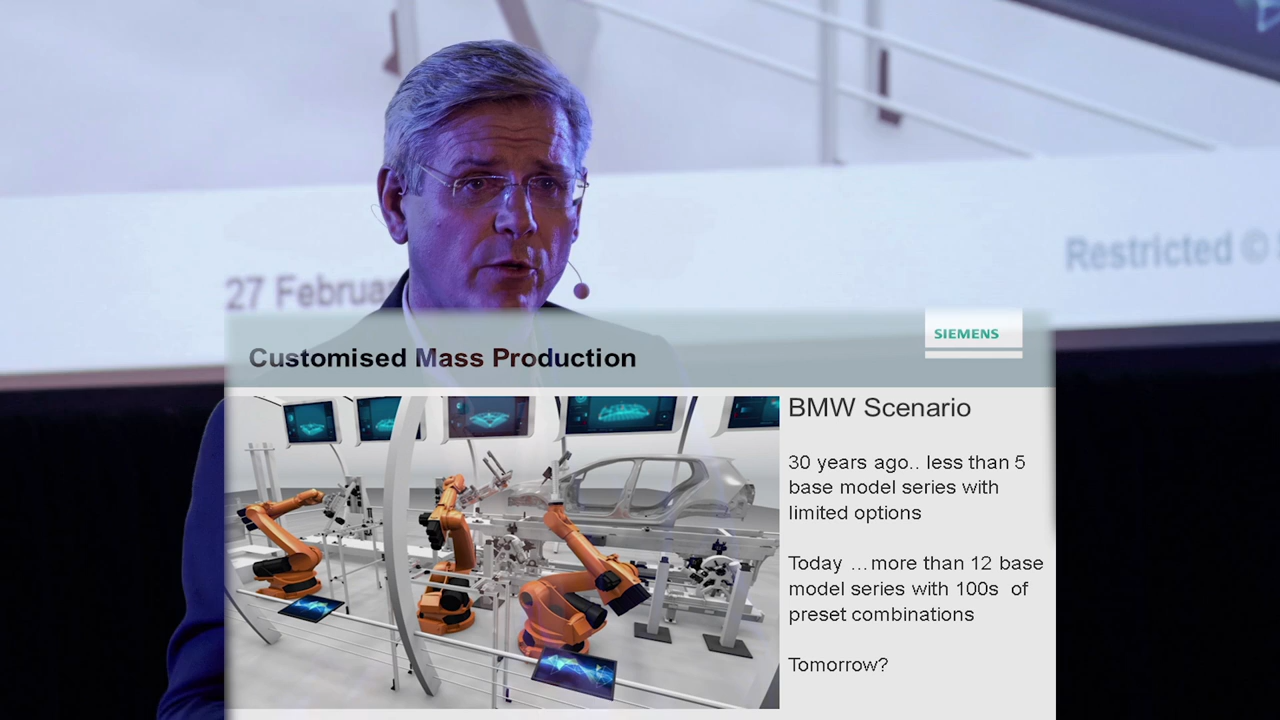 27 Februa
Restricted ©
SIEMENS
Customised Mass Production
BMW Scenario
30 years ago.. less than 5
base model series with
limited options
Today ...more than 12 base
model series with 100s of
preset combinations
Tomorrow?